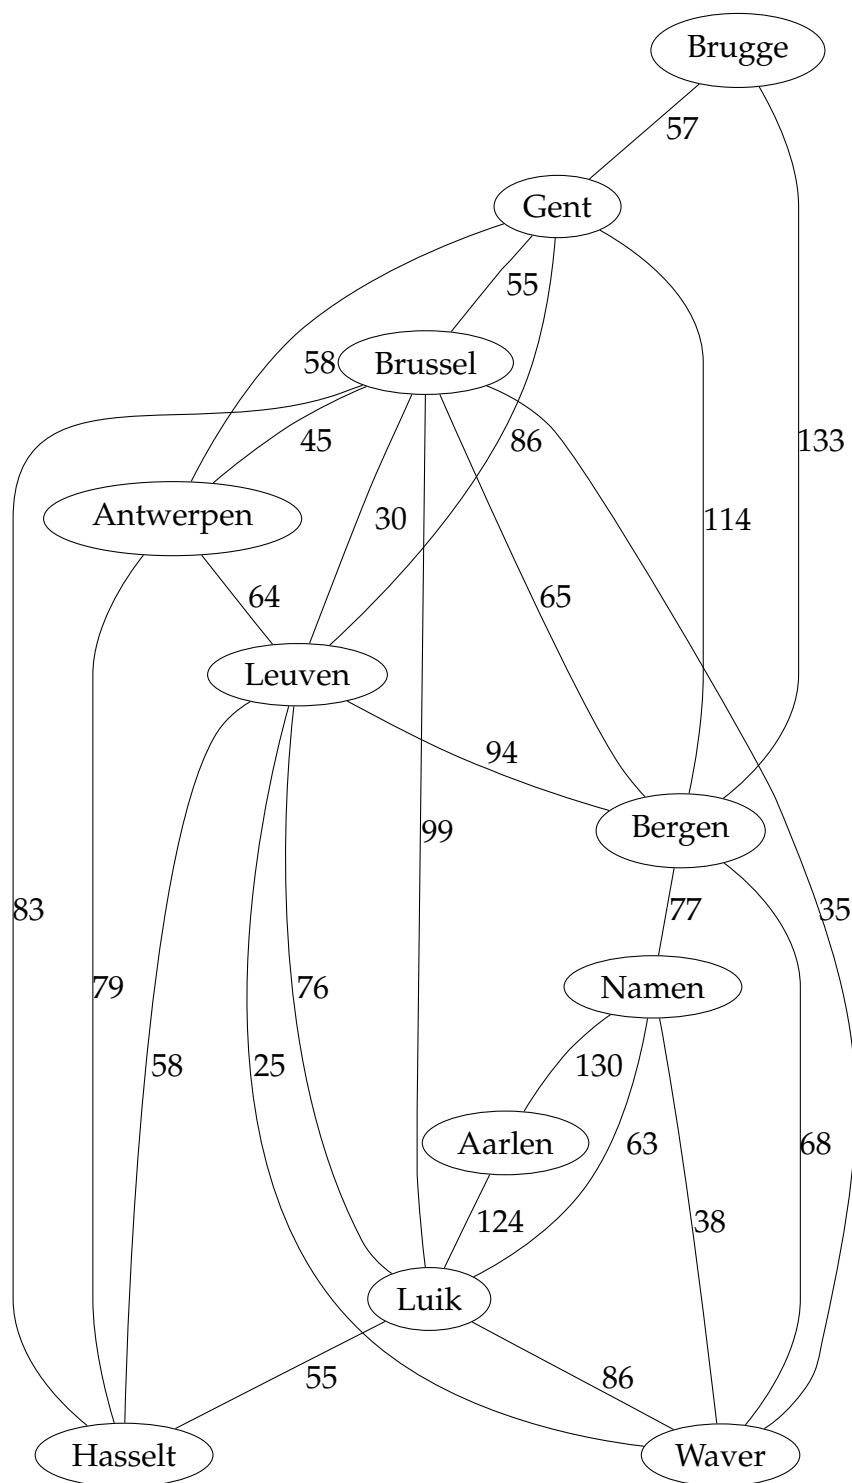 Brugge
57
Gent
55
58
Brussel
45
86
133
Antwerpen
30
114
64
65
Leuven
94
Bergen
99
83
77
35
79
76
Namen
58
25
130
Aarlen
63
68
124
38
Luik
55
86
Hasselt
Waver